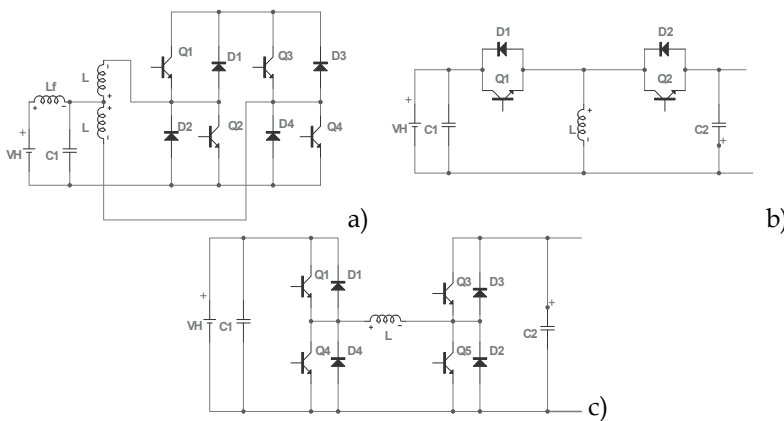 Q1 D1 Q3 D3
L
Lf
L
D2 Q2 D4 Q4
VH C1
a)
D1 D2
Q1 Q2
VH C1 L C2
b)
Q1 D1 Q3 D3
VH C1 L C2
Q4 D4 Q5 D2
c)